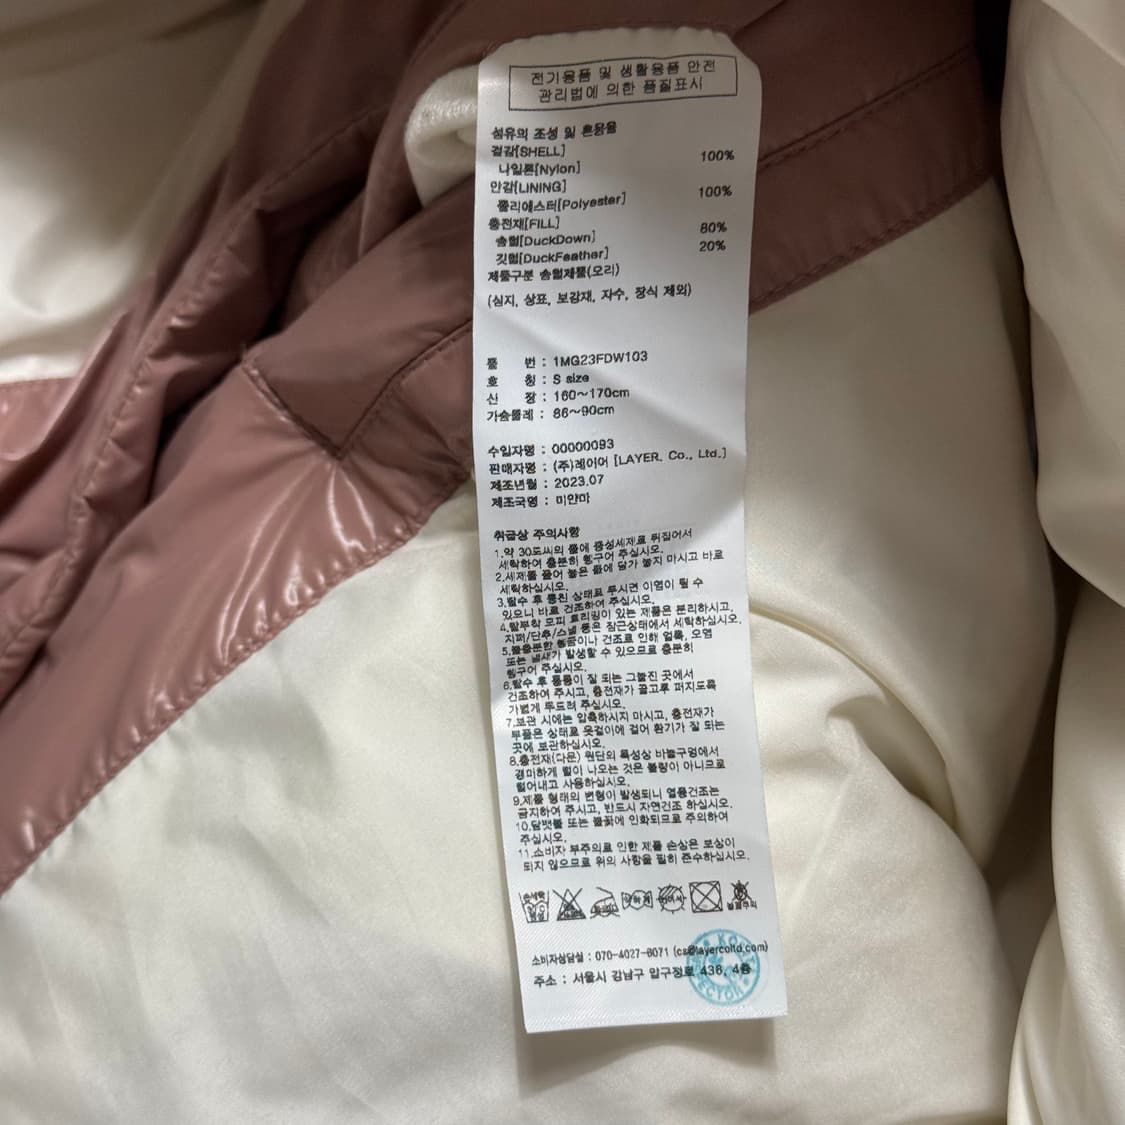 전기용품 및 생활용품 안전
관리법에 의한 품질표시
섬유의 조성 및 혼용율
겉감[SHELL]
나일론[Nylon] 100%
안감[LINING]
폴리에스터[Polyester] 100%
충전재[FILL]
솜털[DuckDown] 80%
깃털[DuckFeather] 20%
제품구분 솜털제품(오리)
(심지, 상표, 보강재, 자수, 장식 제외)
품 번 : 1MG23FDW103
호 칭 : S size
신 장 : 160~170cm
가슴둘레 : 86~90cm
수입자명 : 00000093
판매자명 : (주)레이어 [LAYER. Co., Ltd.]
제조년월 : 2023.07
제조국명 : 미얀마
취급상 주의사항
1.약 30도씨의 물에 중성세제로 뒤집어서
세탁하여 충분히 헹구어 주십시오.
2.세제를 풀어 놓은 물에 담가 놓지 마시고 바로
세탁하십시오.
3.탈수 후 뭉친 상태로 두시면 이염이 될 수
있으니 바로 건조하여 주십시오.
4.탈부착 모피 트리밍이 있는 제품은 분리하시고,
지퍼/단추/스냅 등은 잠근상태에서 세탁하십시오.
5.불충분한 헹굼이나 건조로 인해 얼룩, 오염
또는 냄새가 발생할 수 있으므로 충분히
헹구어 주십시오.
6.탈수 후 통풍이 잘 되는 그늘진 곳에서
건조하여 주시고, 충전재가 골고루 퍼지도록
가볍게 두드려 주십시오.
7.보관 시에는 압축하지 마시고, 충전재가
부풀은 상태로 옷걸이에 걸어 환기가 잘 되는
곳에 보관하십시오.
8.충전재(다운) 원단의 특성상 바늘구멍에서
경미하게 털이 나오는 것은 불량이 아니므로
털어내고 사용하십시오.
9.제품 형태의 변형이 발생되니 열풍건조는
금지하여 주시고, 반드시 자연건조 하십시오.
10.담뱃불 또는 불꽃에 인화되므로 주의하여
주십시오.
11.소비자 부주의로 인한 제품 손상은 보상이
되지 않으므로 위의 사항을 필히 준수하십시오.
소비자상담실 : 070-4027-6071 (cs@layercoltd.com)
주소 : 서울시 강남구 압구정로 436, 4층